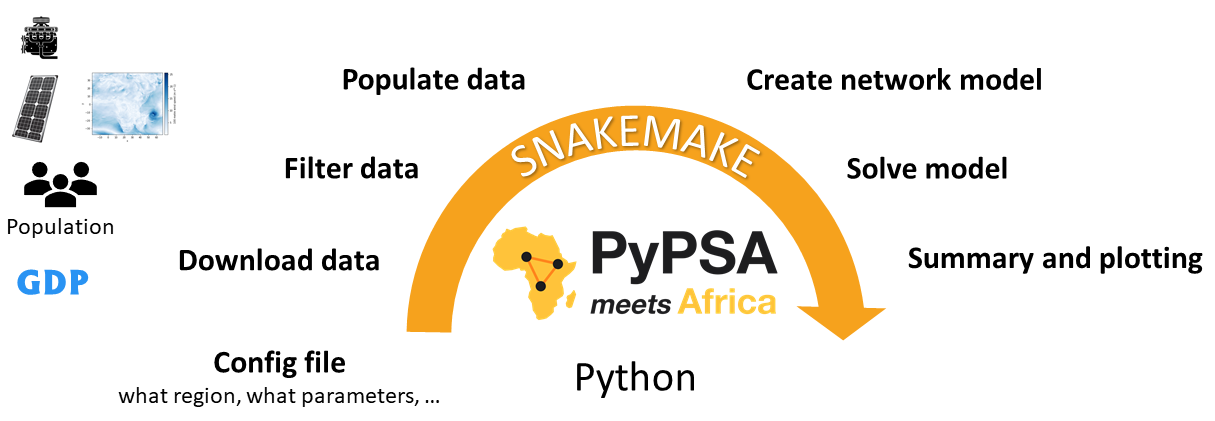 Populate data
Create network model
SNAKEMAKE
Filter data
Solve model
Population
PyPSA
meets Africa
Download data
Summary and plotting
GDP
Config file
what region, what parameters, ...
Python